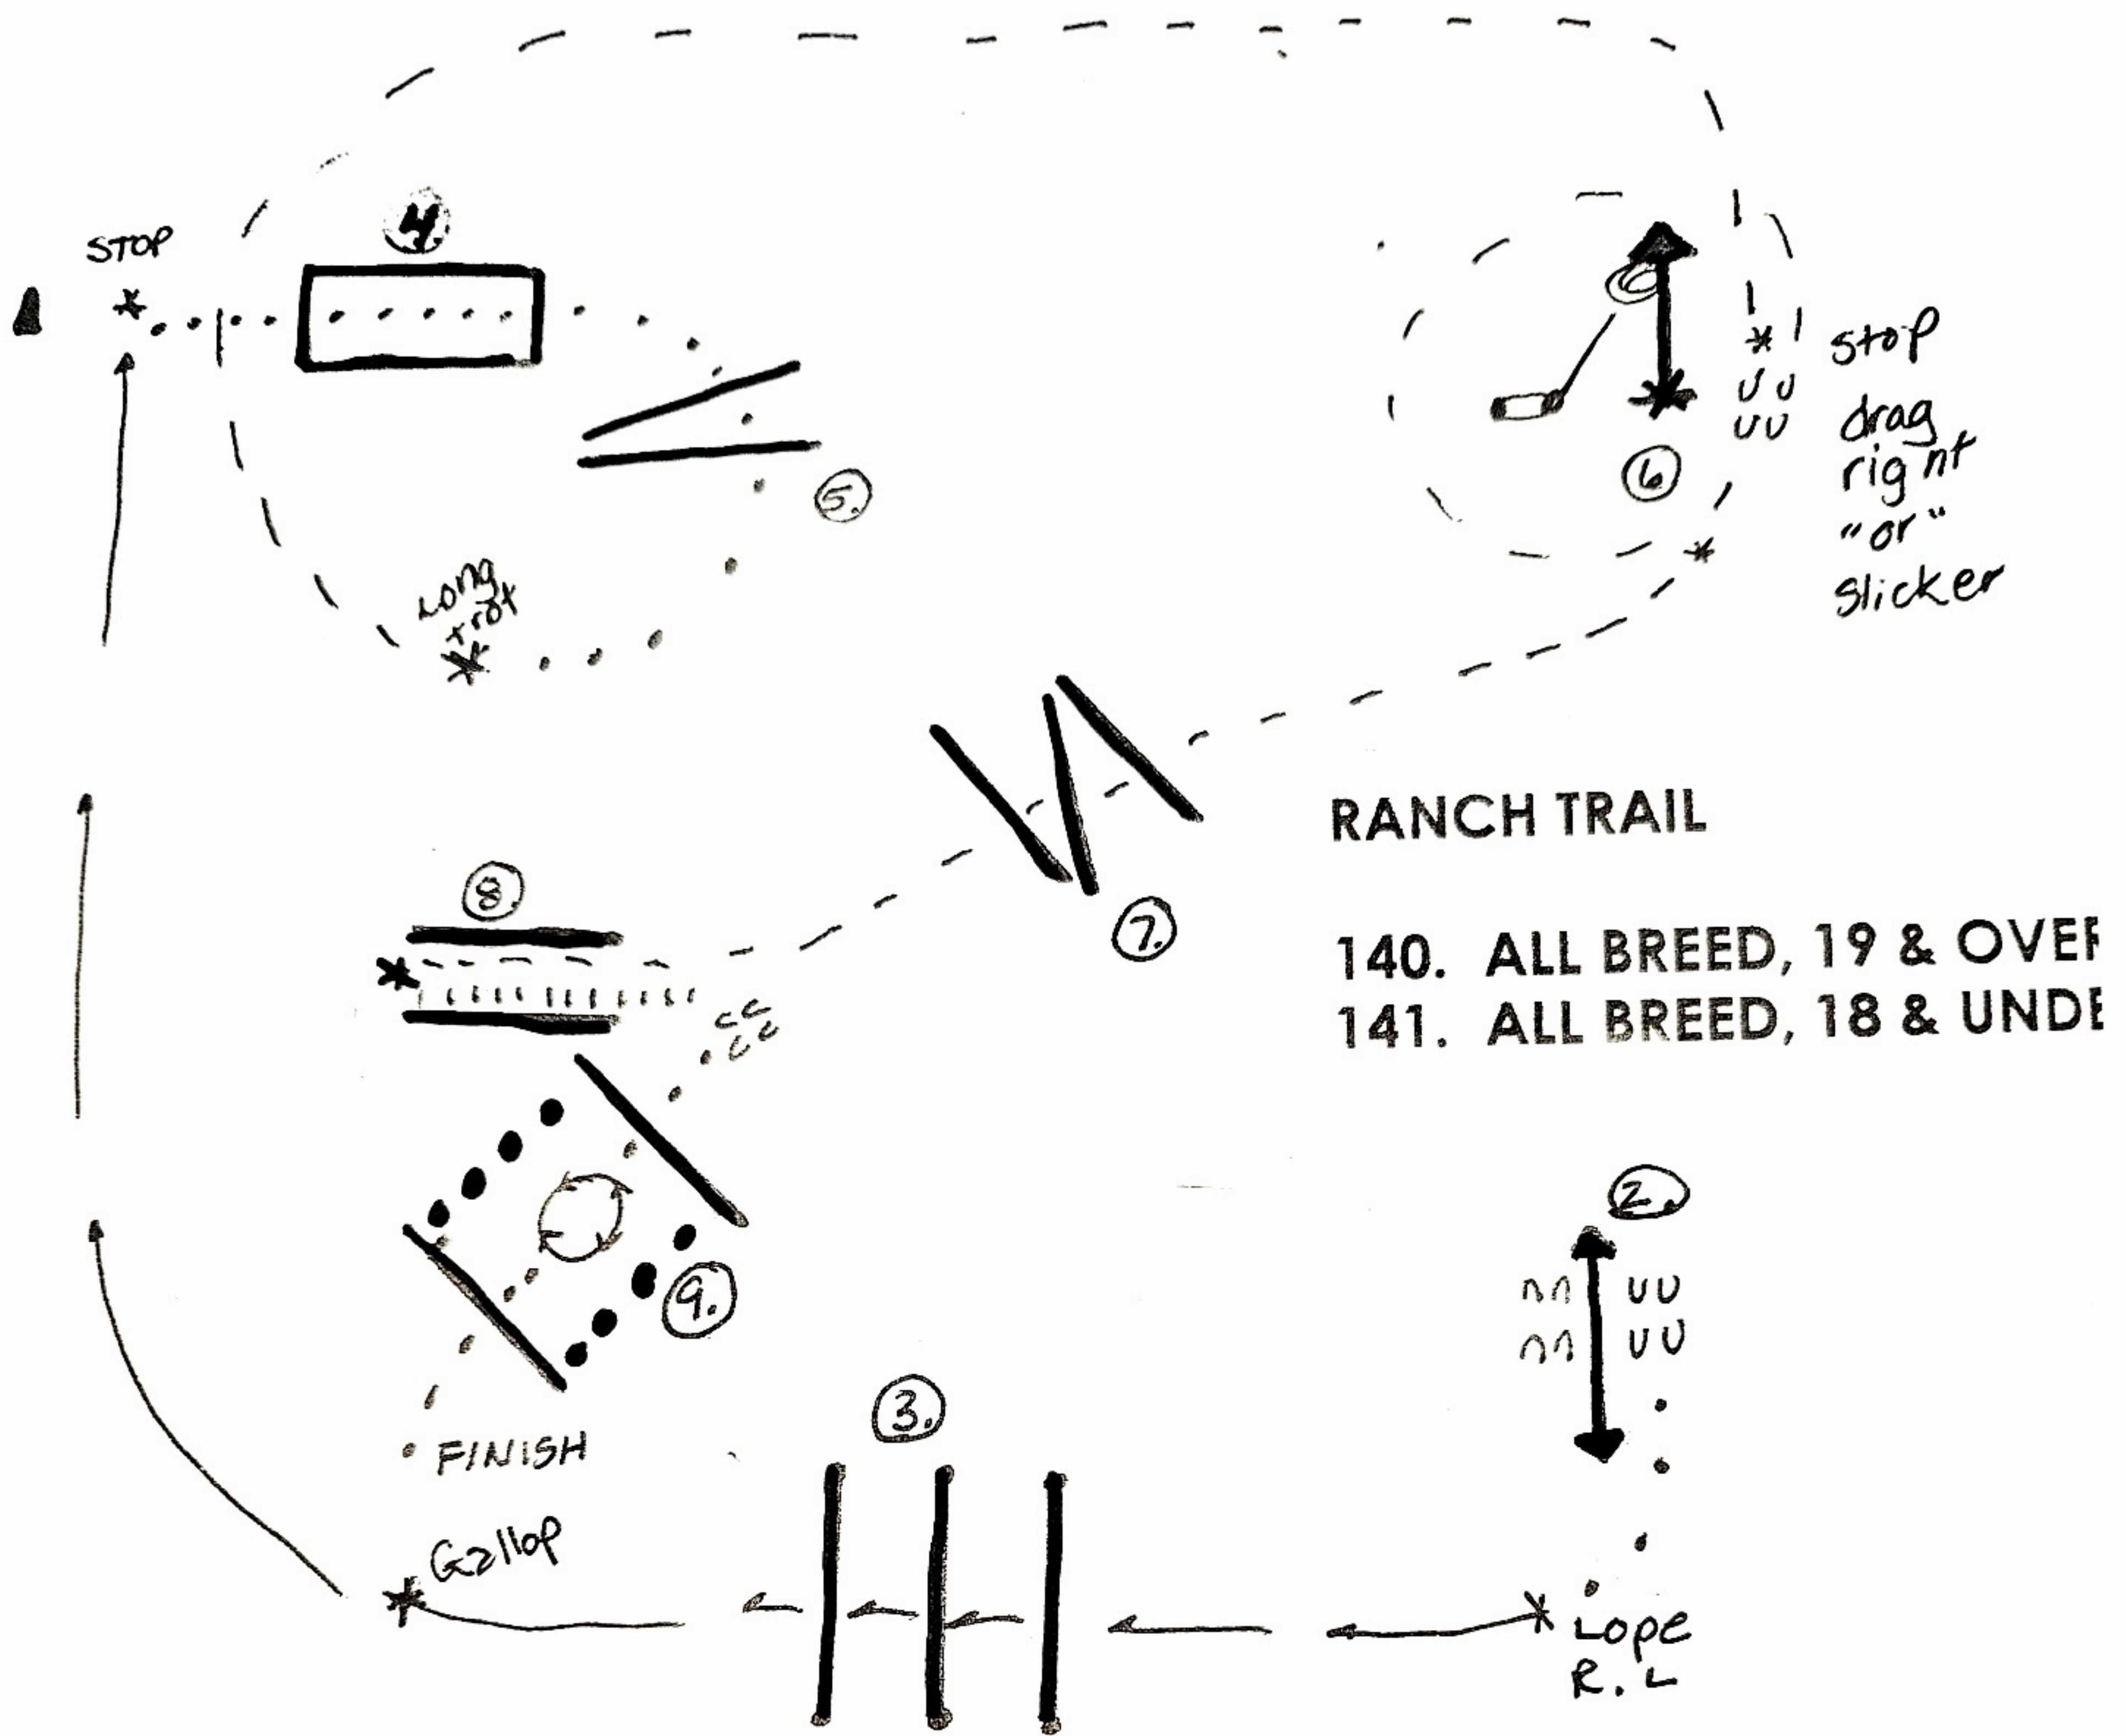 4
STOP
stop
drag
right
"or"
slicker
6
5.
Long
trot
RANCH TRAIL
8.
7.
140. ALL BREED, 19 & OVER
141. ALL BREED, 18 & UNDE
2.
9.
3.
FINISH
Gallop
Lope
R. L